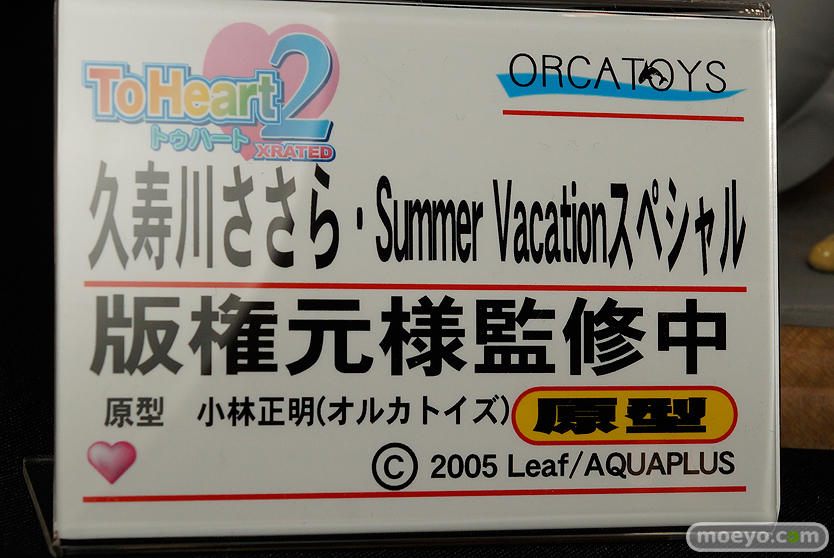 ToHeart2
トゥハート
XRATED
ORCATOYS
久寿川ささら・Summer Vacationスペシャル
版権元様監修中
原型 小林正明(オルカトイズ) 原型
© 2005 Leaf/AQUAPLUS
moeyo.com